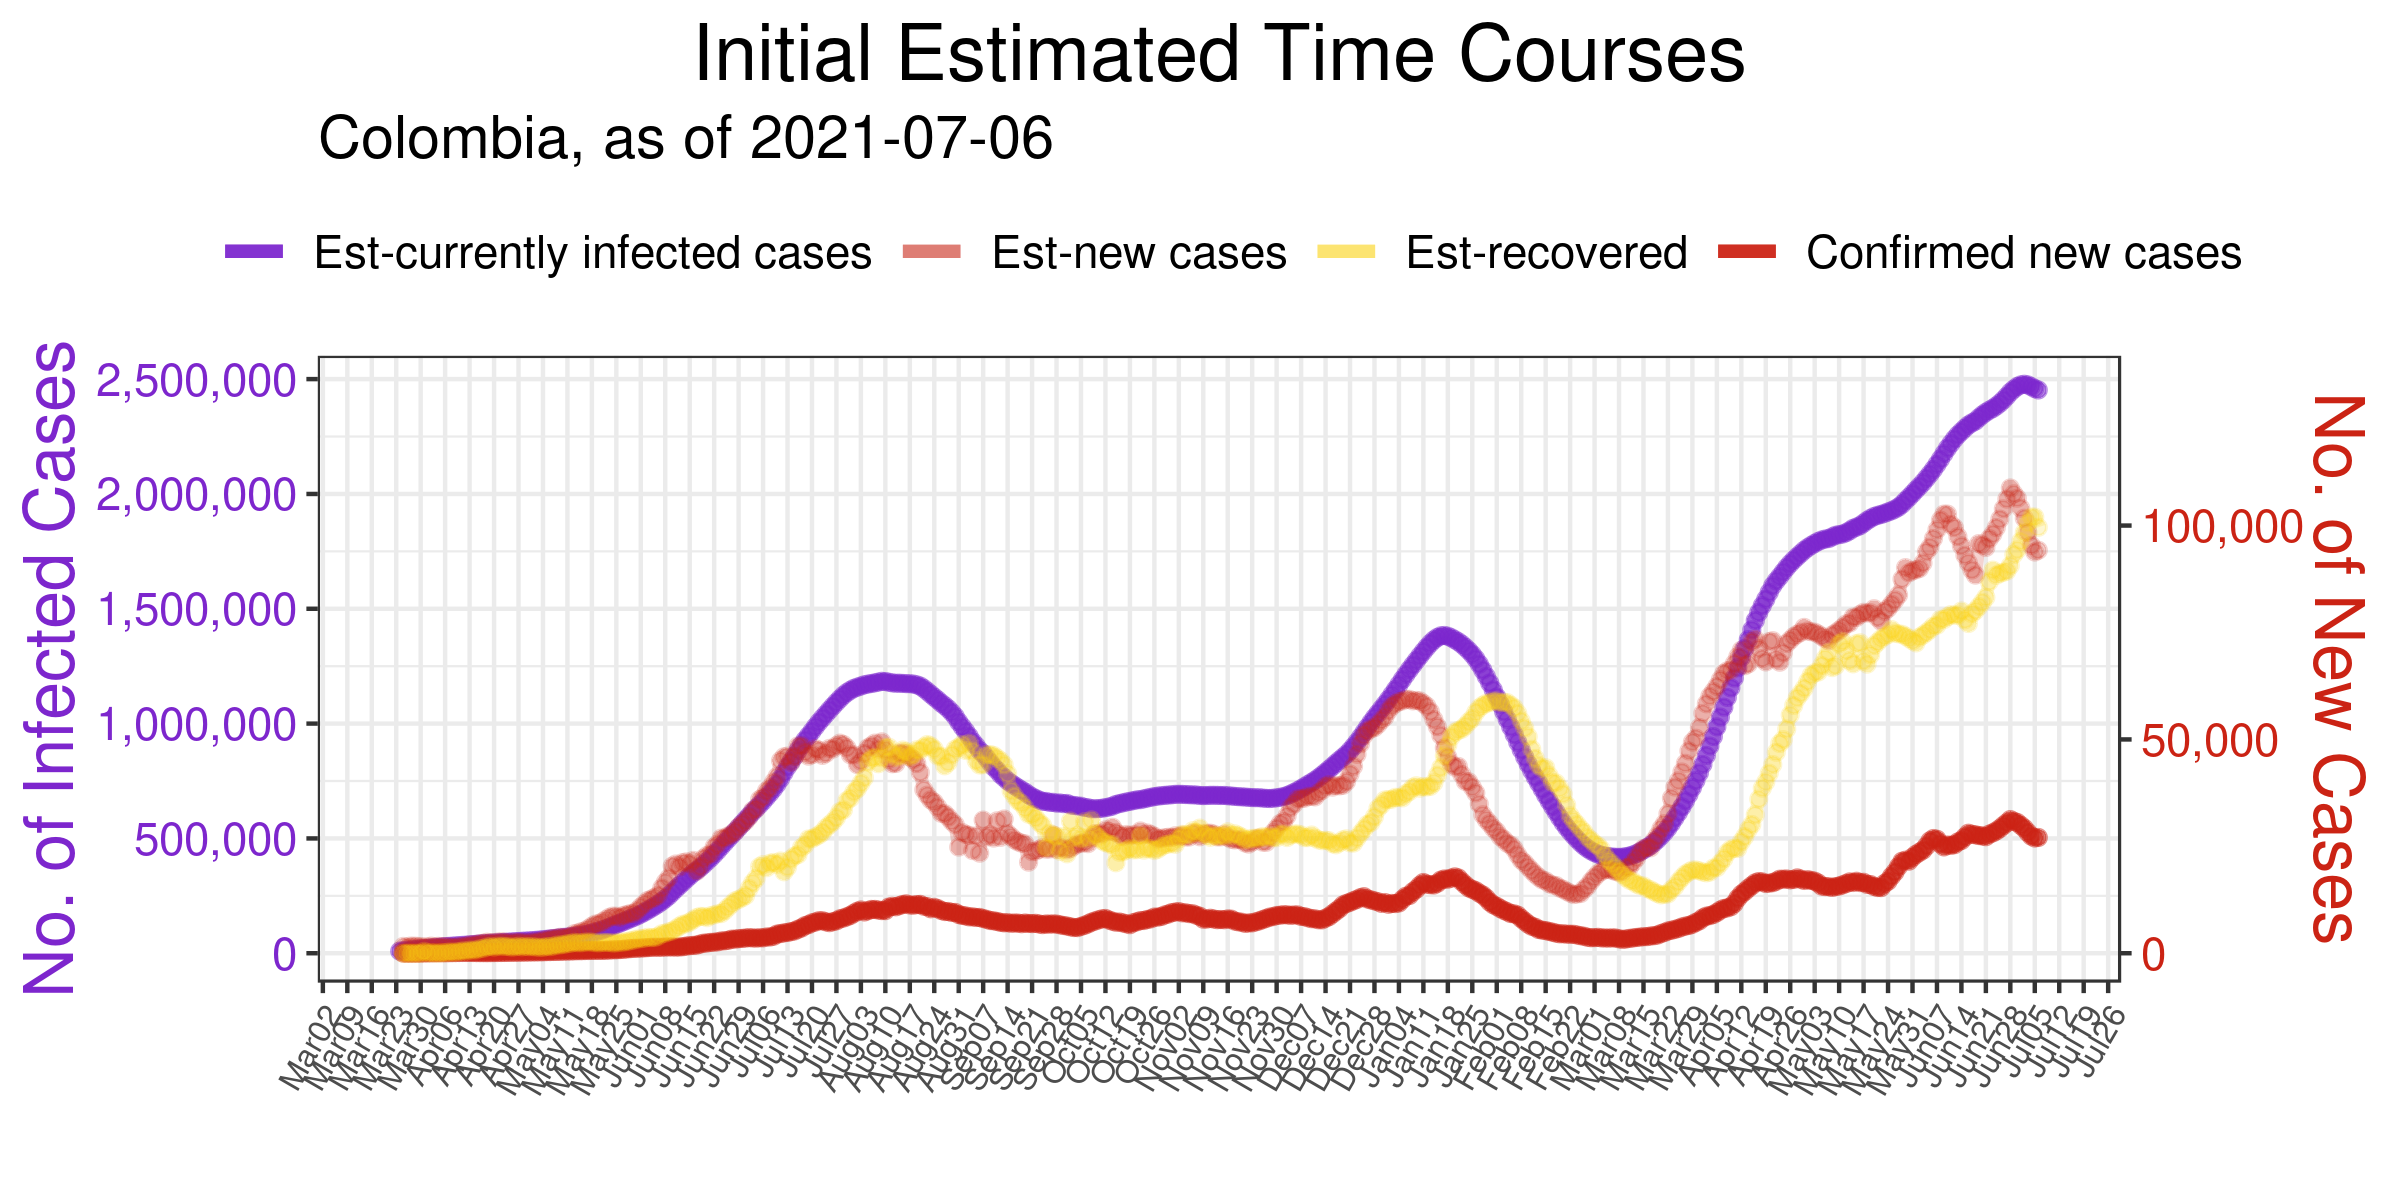 Initial Estimated Time Courses
Colombia, as of 2021-07-06
Est-currently infected cases
Est-new cases
Est-recovered
Confirmed new cases
No. of Infected Cases
2,500,000
2,000,000
1,500,000
1,000,000
500,000
0
No. of New Cases
100,000
50,000
0
Mar02
Mar09
Mar16
Mar23
Mar30
Apr06
Apr13
Apr20
Apr27
May04
May11
May18
May25
Jun01
Jun08
Jun15
Jun22
Jun29
Jul06
Jul13
Jul20
Jul27
Aug03
Aug10
Aug17
Aug24
Aug31
Sep07
Sep14
Sep21
Sep28
Oct05
Oct12
Oct19
Oct26
Nov02
Nov09
Nov16
Nov23
Nov30
Dec07
Dec14
Dec21
Dec28
Jan04
Jan11
Jan18
Jan25
Feb01
Feb08
Feb15
Feb22
Mar01
Mar08
Mar15
Mar22
Mar29
Apr05
Apr12
Apr19
Apr26
May03
May10
May17
May24
May31
Jun07
Jun14
Jun21
Jun28
Jul05
Jul12
Jul19
Jul26